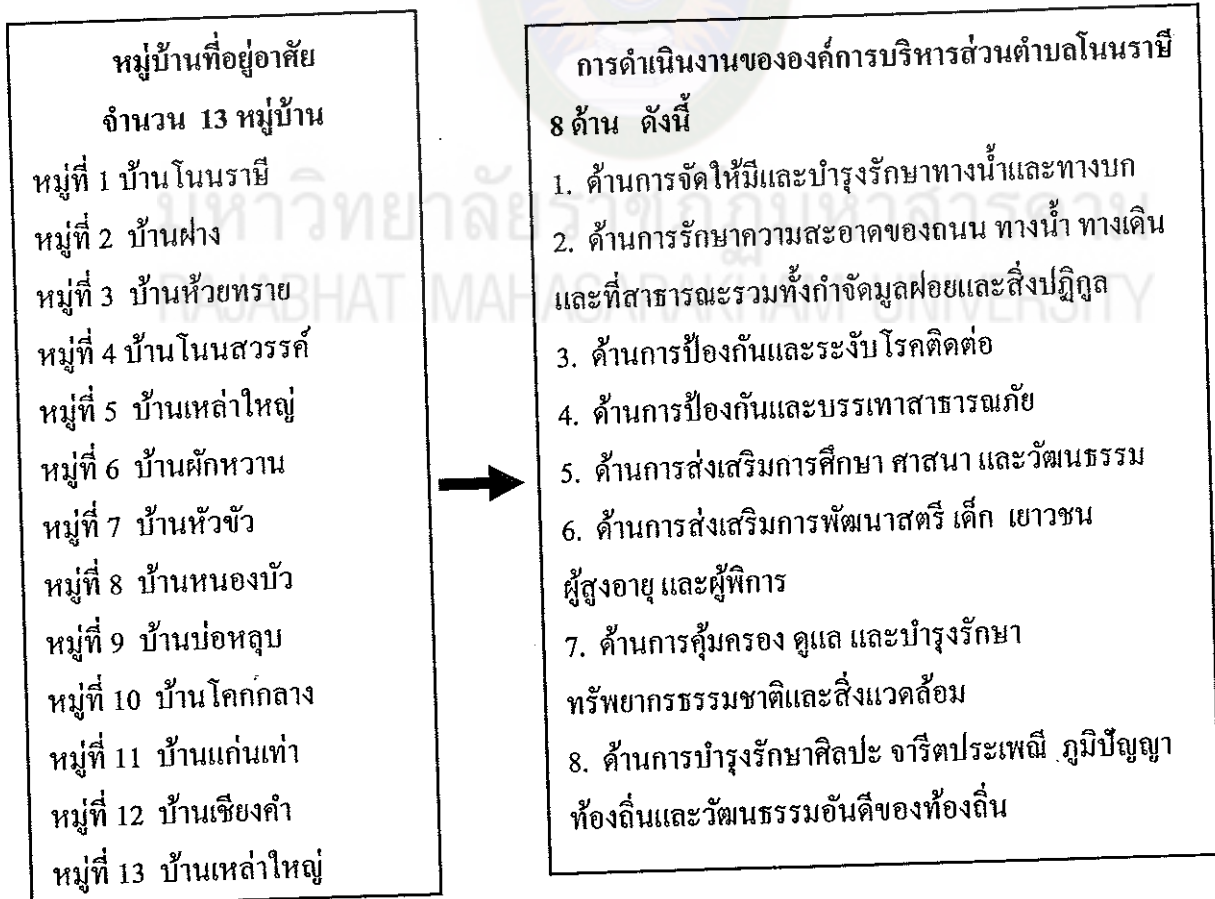 หมู่บ้านที่อยู่อาศัย
จำนวน 13 หมู่บ้าน
หมู่ที่ 1 บ้านโนนราษี
หมู่ที่ 2 บ้านฝาง
หมู่ที่ 3 บ้านห้วยทราย
หมู่ที่ 4 บ้านโนนสวรรค์
หมู่ที่ 5 บ้านเหล่าใหญ่
หมู่ที่ 6 บ้านผักหวาน
หมู่ที่ 7 บ้านหัวขัว
หมู่ที่ 8 บ้านหนองบัว
หมู่ที่ 9 บ้านบ่อหลุบ
หมู่ที่ 10 บ้านโคกกลาง
หมู่ที่ 11 บ้านแก่นเท่า
หมู่ที่ 12 บ้านเชียงคำ
หมู่ที่ 13 บ้านเหล่าใหญ่
การดำเนินงานขององค์การบริหารส่วนตำบลโนนราษี
8 ด้าน ดังนี้
1. ด้านการจัดให้มีและบำรุงรักษาทางน้ำและทางบก
2. ด้านการรักษาความสะอาดของถนน ทางน้ำ ทางเดิน
และที่สาธารณะรวมทั้งกำจัดมูลฝอยและสิ่งปฏิกูล
3. ด้านการป้องกันและระงับโรคติดต่อ
4. ด้านการป้องกันและบรรเทาสาธารณภัย
5. ด้านการส่งเสริมการศึกษา ศาสนา และวัฒนธรรม
6. ด้านการส่งเสริมการพัฒนาสตรี เด็ก เยาวชน
ผู้สูงอายุ และผู้พิการ
7. ด้านการคุ้มครอง ดูแล และบำรุงรักษา
ทรัพยากรธรรมชาติและสิ่งแวดล้อม
8. ด้านการบำรุงรักษาศิลปะ จารีตประเพณี ภูมิปัญญา
ท้องถิ่นและวัฒนธรรมอันดีของท้องถิ่น
มหาวิทยาลัยราชภัฏมหาสารคาม
RAJABHAT MAHASARAKHAM UNIVERSITY